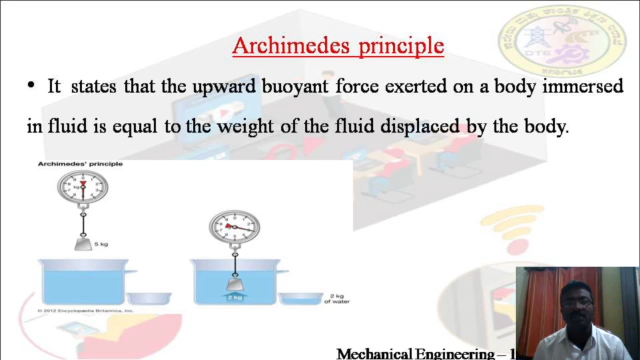 Archimedes principle
• It states that the upward buoyant force exerted on a body immersed
in fluid is equal to the weight of the fluid displaced by the body.
Archimedes' principle
5 kg
2 kg
2 kg
of water
© 2012 Encyclopædia Britannica, Inc.
Mechanical Engineering – 1